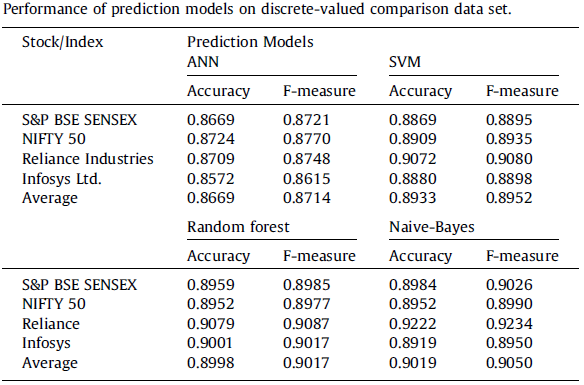 Performance of prediction models on discrete-valued comparison data set.
Stock/Index Prediction Models
ANN SVM
Accuracy F-measure Accuracy F-measure
S&P BSE SENSEX 0.8669 0.8721 0.8869 0.8895
NIFTY 50 0.8724 0.8770 0.8909 0.8935
Reliance Industries 0.8709 0.8748 0.9072 0.9080
Infosys Ltd. 0.8572 0.8615 0.8880 0.8898
Average 0.8669 0.8714 0.8933 0.8952
Random forest Naive-Bayes
Accuracy F-measure Accuracy F-measure
S&P BSE SENSEX 0.8959 0.8985 0.8984 0.9026
NIFTY 50 0.8952 0.8977 0.8952 0.8990
Reliance 0.9079 0.9087 0.9222 0.9234
Infosys 0.9001 0.9017 0.8919 0.8950
Average 0.8998 0.9017 0.9019 0.9050